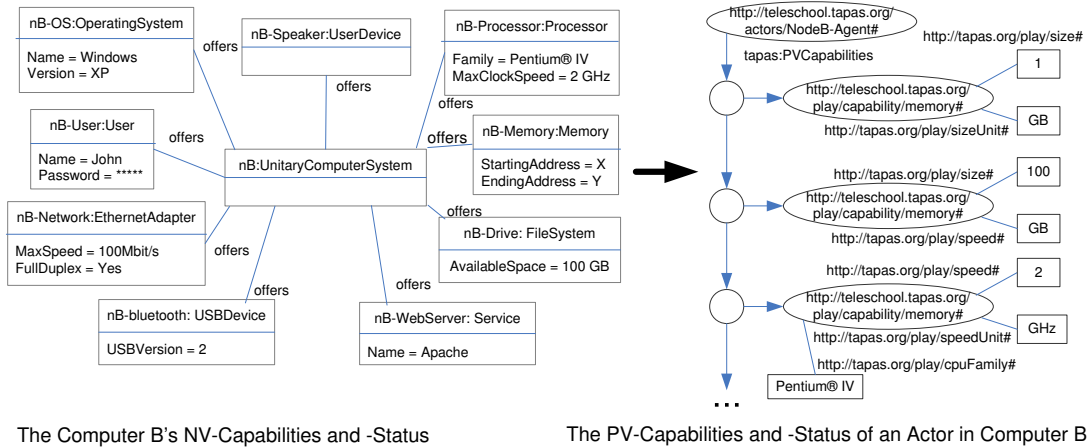 nB-OS:OperatingSystem
Name = Windows
Version = XP
offers
nB-Speaker:UserDevice
offers
nB-Processor:Processor
Family = Pentium® IV
MaxClockSpeed = 2 GHz
offers
nB-User:User
Name = John
Password = *****
offers
nB:UnitaryComputerSystem
offers
nB-Memory:Memory
StartingAddress = X
EndingAddress = Y
nB-Network:EthernetAdapter
MaxSpeed = 100Mbit/s
FullDuplex = Yes
offers
offers
nB-Drive: FileSystem
AvailableSpace = 100 GB
offers
nB-bluetooth: USBDevice
USBVersion = 2
offers
nB-WebServer: Service
Name = Apache
The Computer B's NV-Capabilities and -Status
http://teleschool.tapas.org/
actors/NodeB-Agent#
tapas:PVCapabilities
http://tapas.org/play/size#
1
http://teleschool.tapas.org/
play/capability/memory#
GB
http://tapas.org/play/sizeUnit#
http://tapas.org/play/size#
100
http://teleschool.tapas.org/
play/capability/memory#
GB
http://tapas.org/play/speed#
http://tapas.org/play/speed#
2
http://teleschool.tapas.org/
play/capability/memory#
GHz
http://tapas.org/play/speedUnit#
http://tapas.org/play/cpuFamily#
Pentium® IV
...
The PV-Capabilities and -Status of an Actor in Computer B